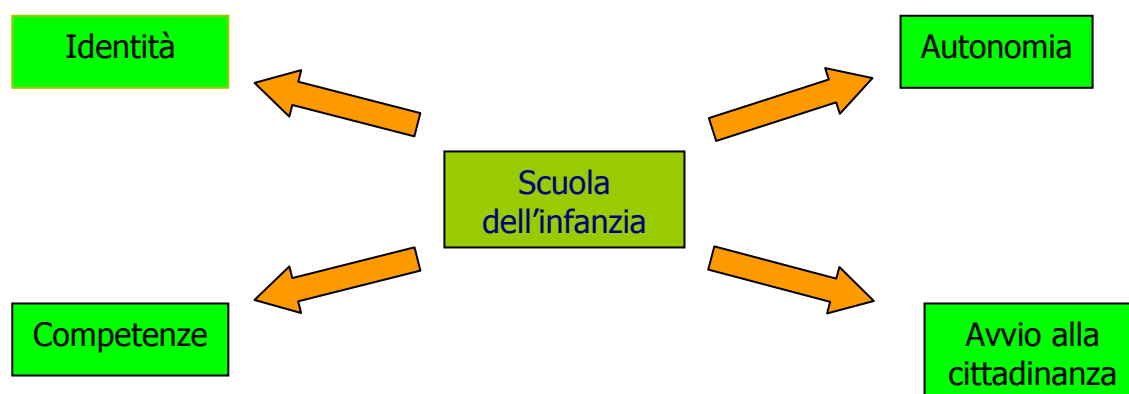 Identità
Autonomia
Scuola
dell’infanzia
Competenze
Avvio alla
cittadinanza